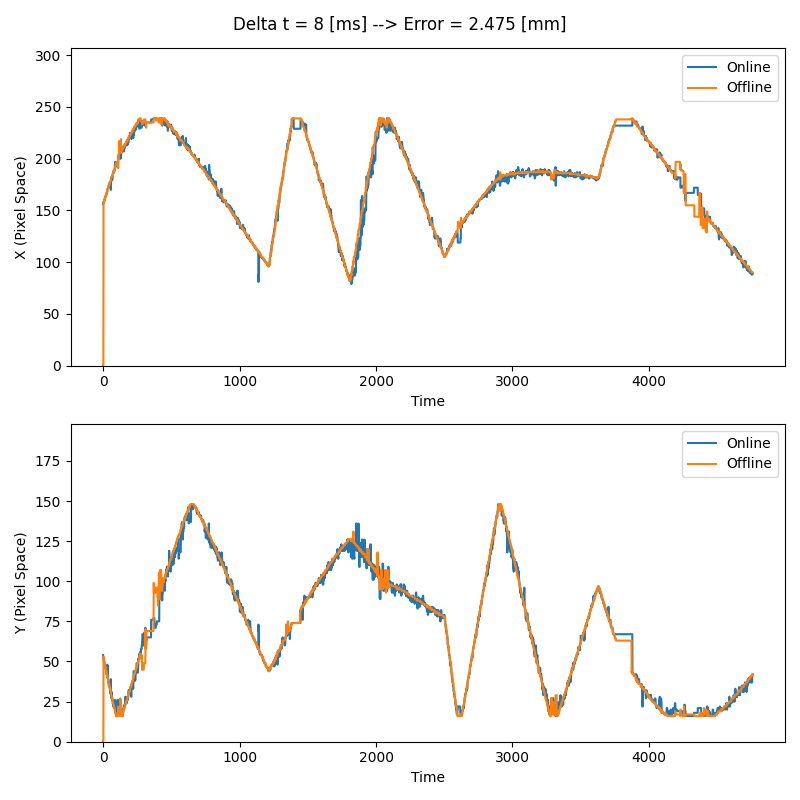 Delta t = 8 [ms] --> Error = 2.475 [mm]
300
250
200
150
100
50
0
X (Pixel Space)
Online
Offline
0 1000 2000 3000 4000
Time
175
150
125
100
75
50
25
0
Y (Pixel Space)
Online
Offline
0 1000 2000 3000 4000
Time